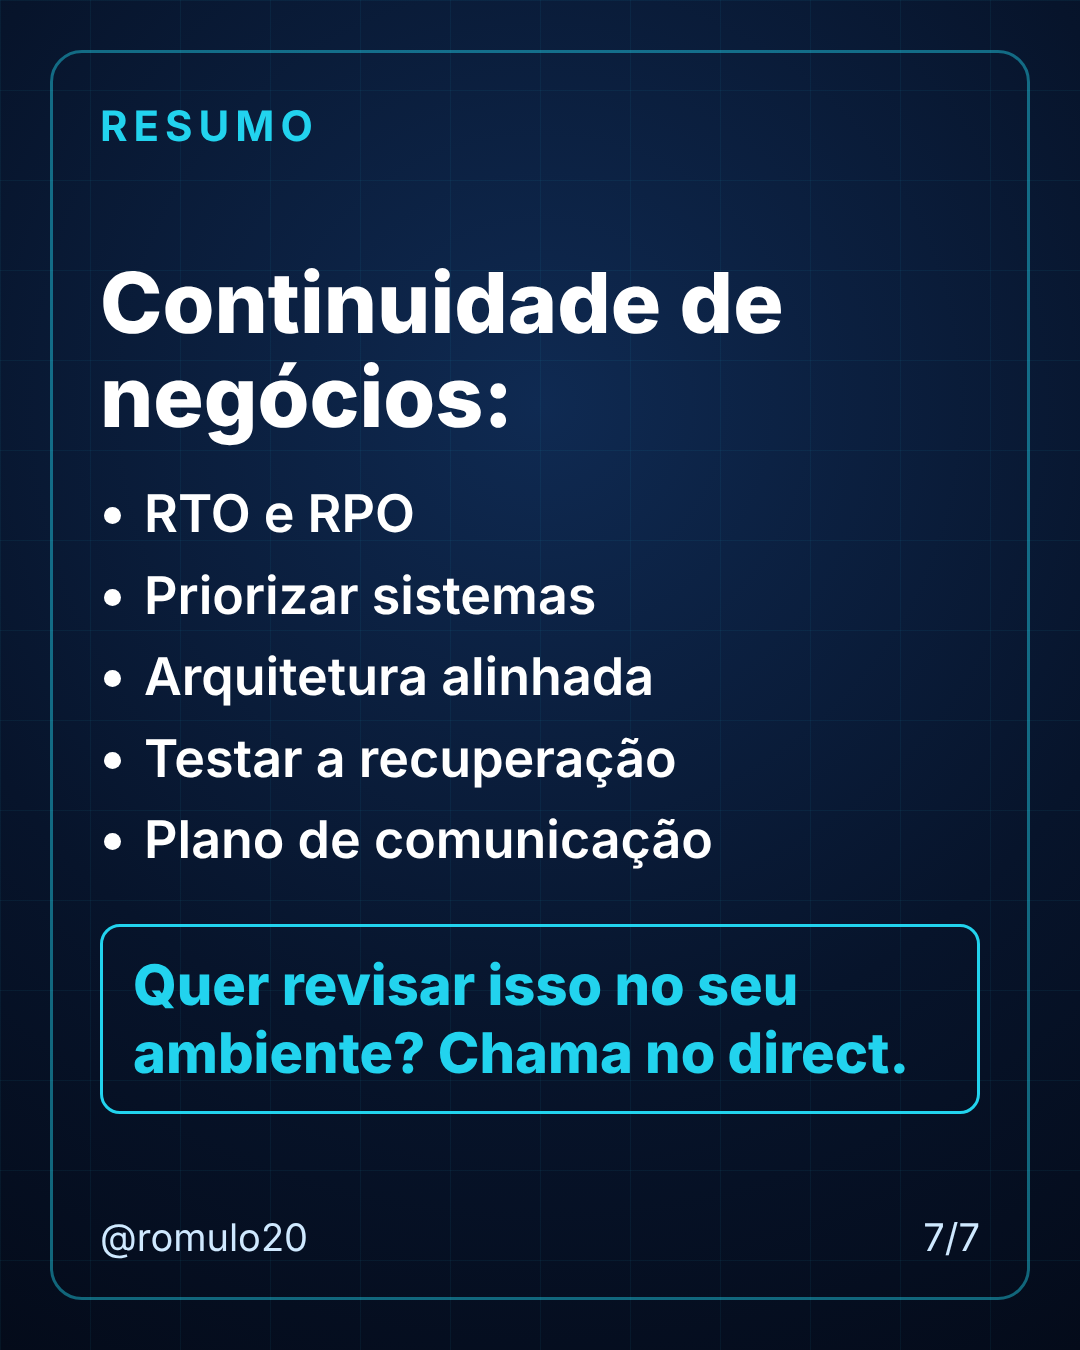 RESUMO
Continuidade de
negócios:
• RTO e RPO
• Priorizar sistemas
• Arquitetura alinhada
• Testar a recuperação
• Plano de comunicação
Quer revisar isso no seu
ambiente? Chama no direct.
@romulo20
7/7